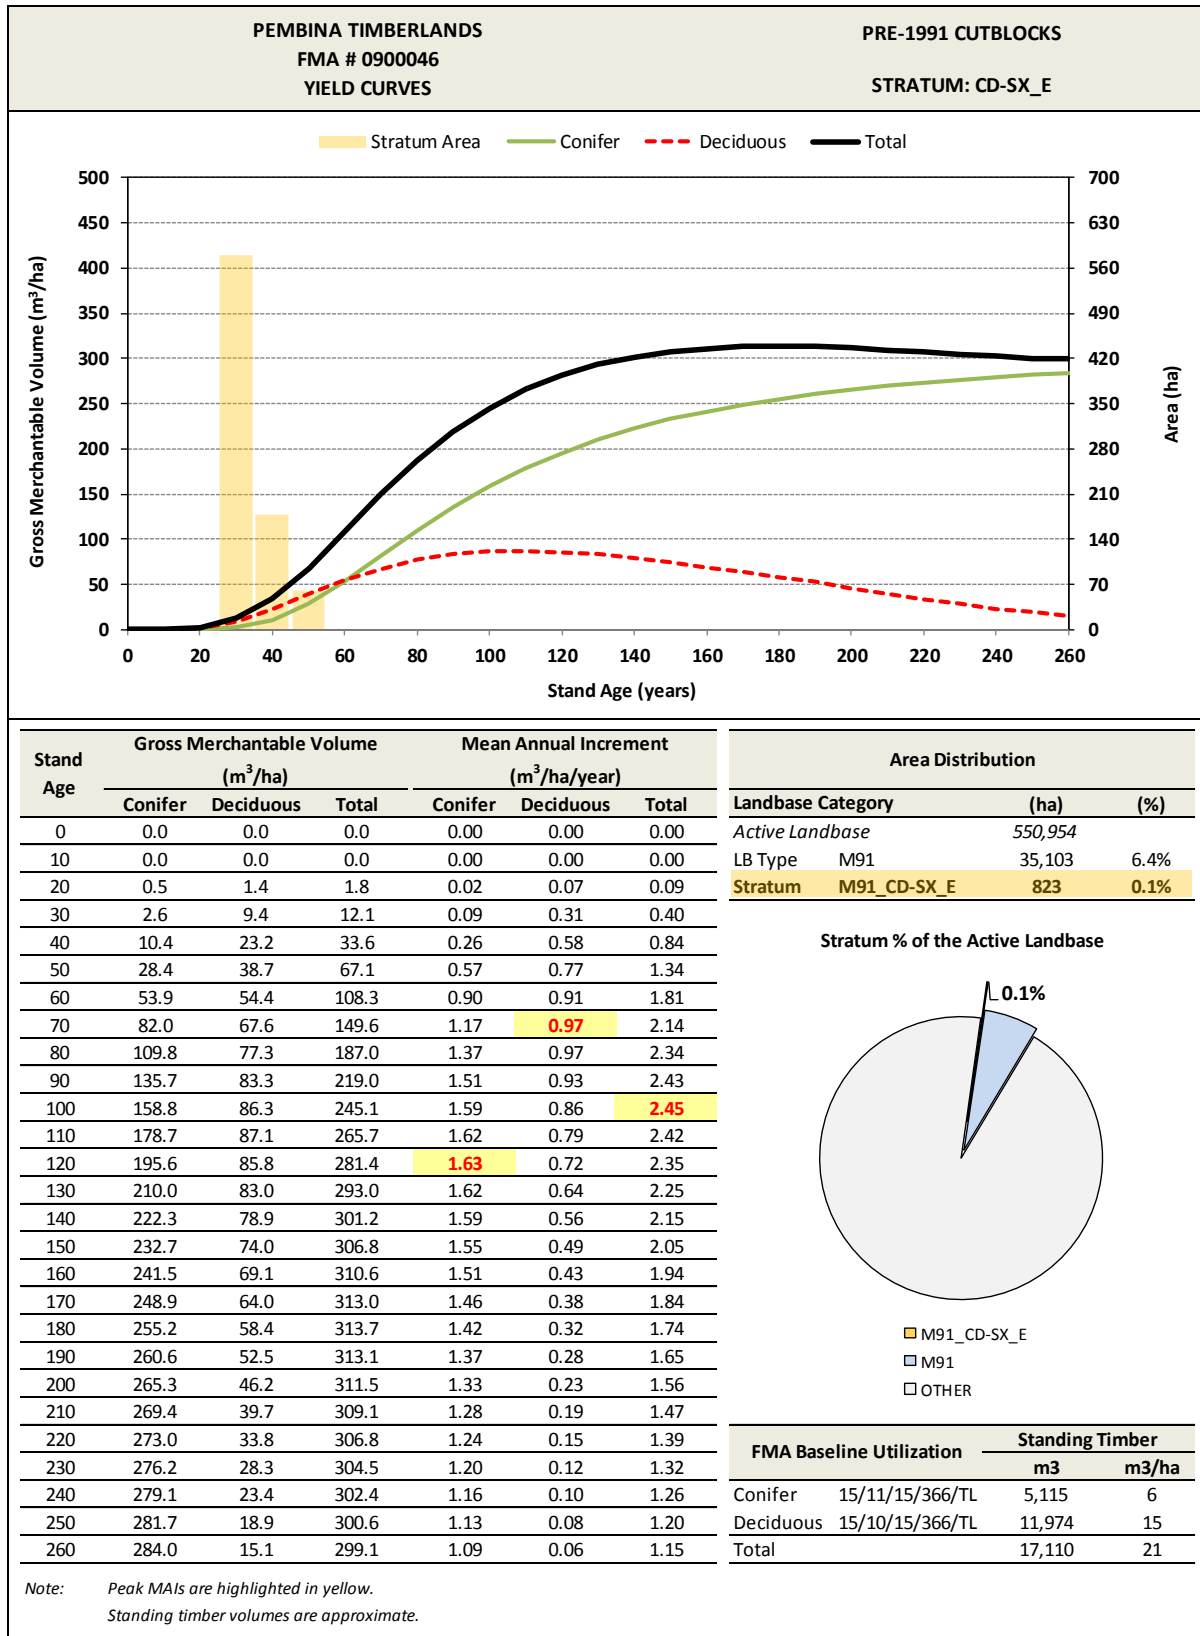 PEMBINA TIMBERLANDS
FMA # 0900046
YIELD CURVES
PRE-1991 CUTBLOCKS
STRATUM: CD-SX_E
Stratum Area Conifer Deciduous Total
Gross Merchantable Volume (m³/ha)
500
450
400
350
300
250
200
150
100
50
0
700
630
560
490
420
350
280
210
140
70
0
Area (ha)
0 20 40 60 80 100 120 140 160 180 200 220 240 260
Stand Age (years)
Stand Age Gross Merchantable Volume (m³/ha) Mean Annual Increment (m³/ha/year)
Conifer Deciduous Total Conifer Deciduous Total
0 0.0 0.0 0.0 0.00 0.00 0.00
10 0.0 0.0 0.0 0.00 0.00 0.00
20 0.5 1.4 1.8 0.02 0.07 0.09
30 2.6 9.4 12.1 0.09 0.31 0.40
40 10.4 23.2 33.6 0.26 0.58 0.84
50 28.4 38.7 67.1 0.57 0.77 1.34
60 53.9 54.4 108.3 0.90 0.91 1.81
70 82.0 67.6 149.6 1.17 0.97 2.14
80 109.8 77.3 187.0 1.37 0.97 2.34
90 135.7 83.3 219.0 1.51 0.93 2.43
100 158.8 86.3 245.1 1.59 0.86 2.45
110 178.7 87.1 265.7 1.62 0.79 2.42
120 195.6 85.8 281.4 1.63 0.72 2.35
130 210.0 83.0 293.0 1.62 0.64 2.25
140 222.3 78.9 301.2 1.59 0.56 2.15
150 232.7 74.0 306.8 1.55 0.49 2.05
160 241.5 69.1 310.6 1.51 0.43 1.94
170 248.9 64.0 313.0 1.46 0.38 1.84
180 255.2 58.4 313.7 1.42 0.32 1.74
190 260.6 52.5 313.1 1.37 0.28 1.65
200 265.3 46.2 311.5 1.33 0.23 1.56
210 269.4 39.7 309.1 1.28 0.19 1.47
220 273.0 33.8 306.8 1.24 0.15 1.39
230 276.2 28.3 304.5 1.20 0.12 1.32
240 279.1 23.4 302.4 1.16 0.10 1.26
250 281.7 18.9 300.6 1.13 0.08 1.20
260 284.0 15.1 299.1 1.09 0.06 1.15
Area Distribution
Landbase Category (ha) (%)
Active Landbase 550,954
LB Type M91 35,103 6.4%
Stratum M91_CD-SX_E 823 0.1%
Stratum % of the Active Landbase
0.1%
M91_CD-SX_E
M91
OTHER
FMA Baseline Utilization Standing Timber
m3 m3/ha
Conifer 15/11/15/366/TL 5,115 6
Deciduous 15/10/15/366/TL 11,974 15
Total 17,110 21
Note: Peak MAIs are highlighted in yellow.
Standing timber volumes are approximate.